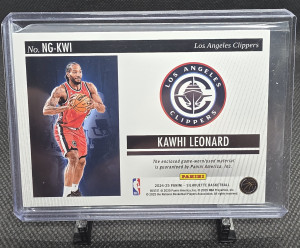 No. NG-KWI
Los Angeles Clippers
LOS ANGELES
CLIPPERS
KAWHI LEONARD
The enclosed game-worn/used material
is guaranteed by Panini America, Inc.
PANINI
2024-25 PANINI - SILHOUETTE BASKETBALL